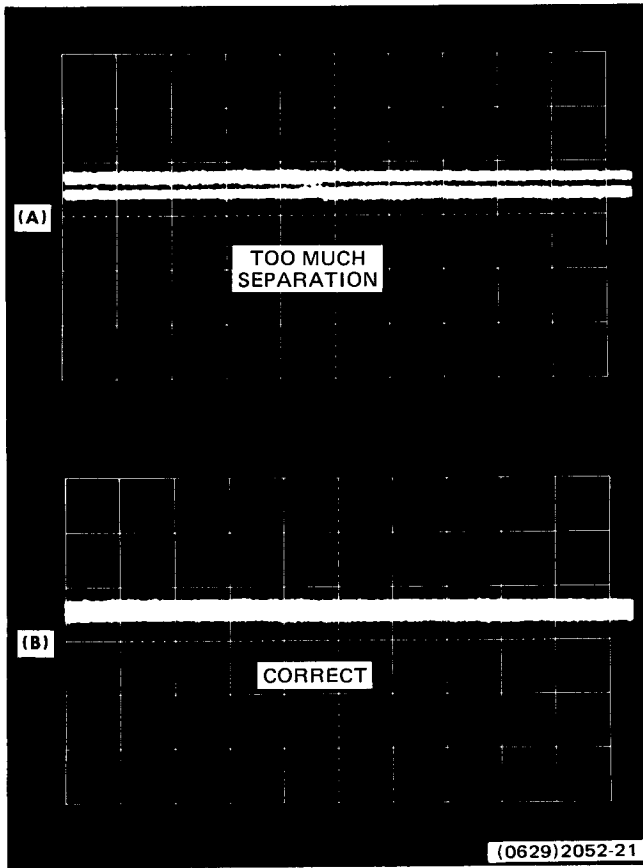 (A)
TOO MUCH
SEPARATION
(B)
CORRECT
(0629)2052-21